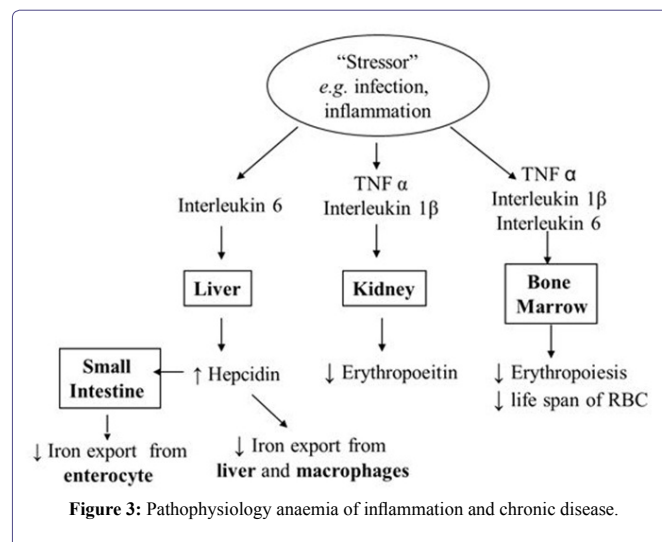 “Stressor”
e.g. infection,
inflammation
Interleukin 6
TNF α
Interleukin 1β
TNF α
Interleukin 1β
Interleukin 6
Liver
Kidney
Bone
Marrow
Small
Intestine
↑ Hepcidin
↓ Erythropoeitin
↓ Erythropoiesis
↓ life span of RBC
↓ Iron export from
enterocyte
↓ Iron export from
liver and macrophages
Figure 3: Pathophysiology anaemia of inflammation and chronic disease.